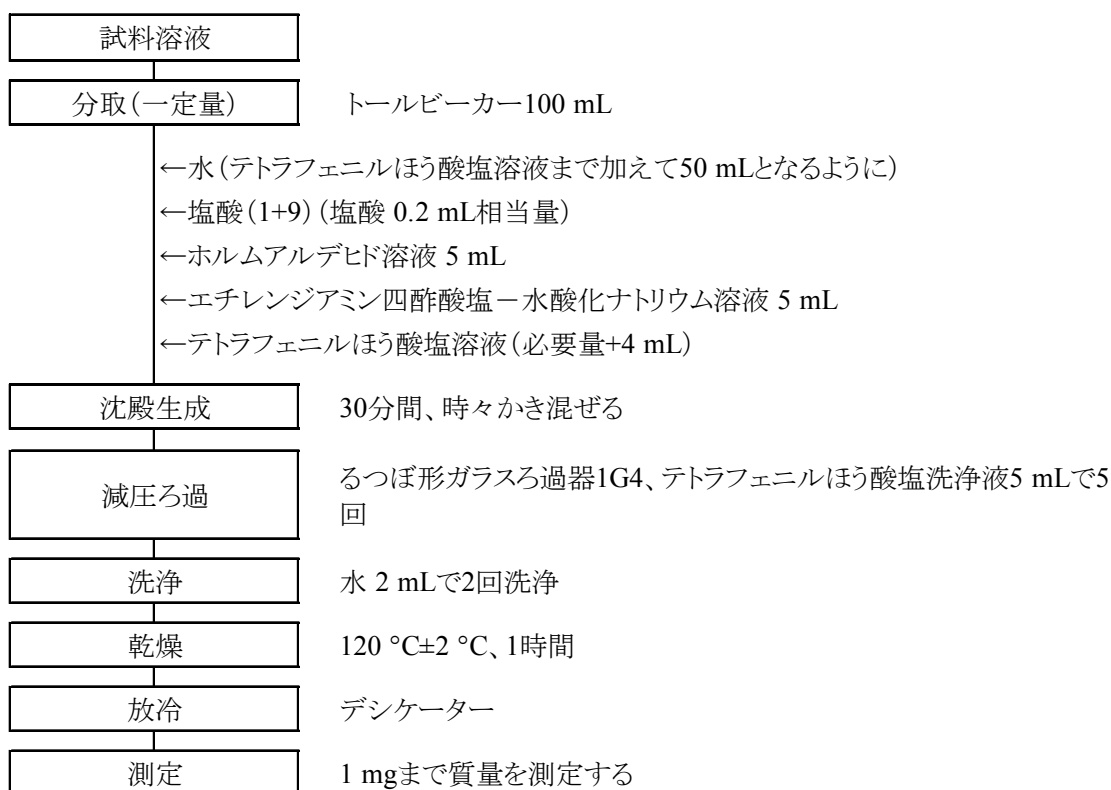 試料溶液
分取(一定量) トールビーカー100 mL
←水(テトラフェニルほう酸塩溶液まで加えて50 mLとなるように)
←塩酸(1+9)(塩酸 0.2 mL相当量)
←ホルムアルデヒド溶液 5 mL
←エチレンジアミン四酢酸塩-水酸化ナトリウム溶液 5 mL
←テトラフェニルほう酸塩溶液(必要量+4 mL)
沈殿生成 30分間、時々かき混ぜる
減圧ろ過 るつぼ形ガラスろ過器1G4、テトラフェニルほう酸塩洗浄液5 mLで5
回
洗浄 水 2 mLで2回洗浄
乾燥 120 °C±2 °C、1時間
放冷 デシケーター
測定 1 mgまで質量を測定する